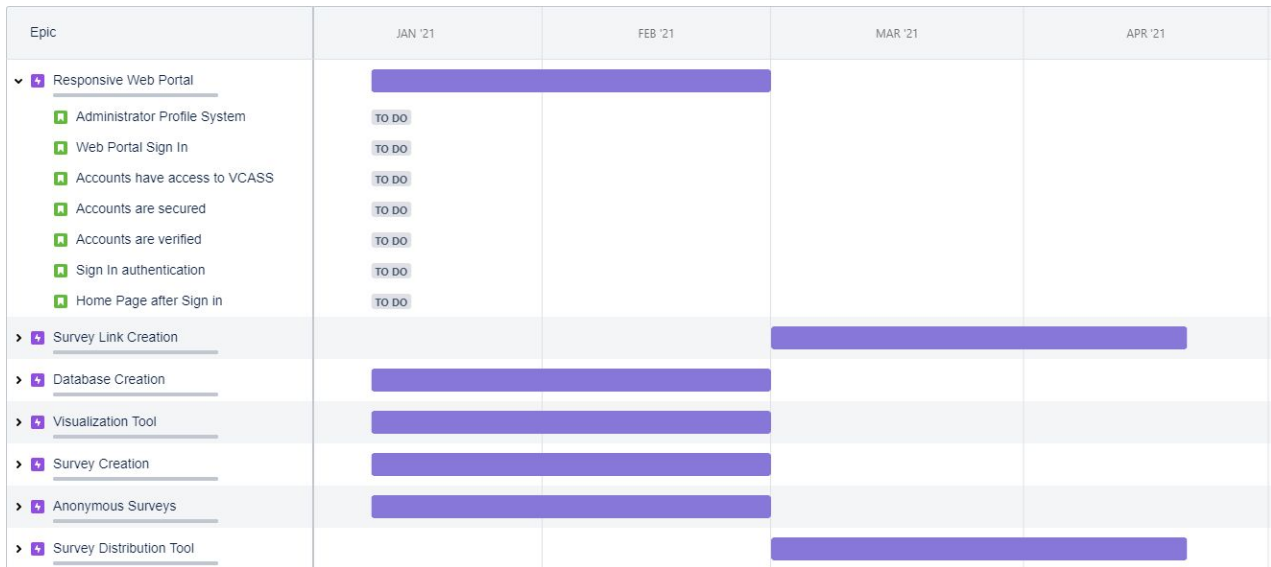 Epic JAN '21 FEB '21 MAR '21 APR '21
Responsive Web Portal
Administrator Profile System TO DO
Web Portal Sign In TO DO
Accounts have access to VCASS TO DO
Accounts are secured TO DO
Accounts are verified TO DO
Sign In authentication TO DO
Home Page after Sign in TO DO
Survey Link Creation
Database Creation
Visualization Tool
Survey Creation
Anonymous Surveys
Survey Distribution Tool